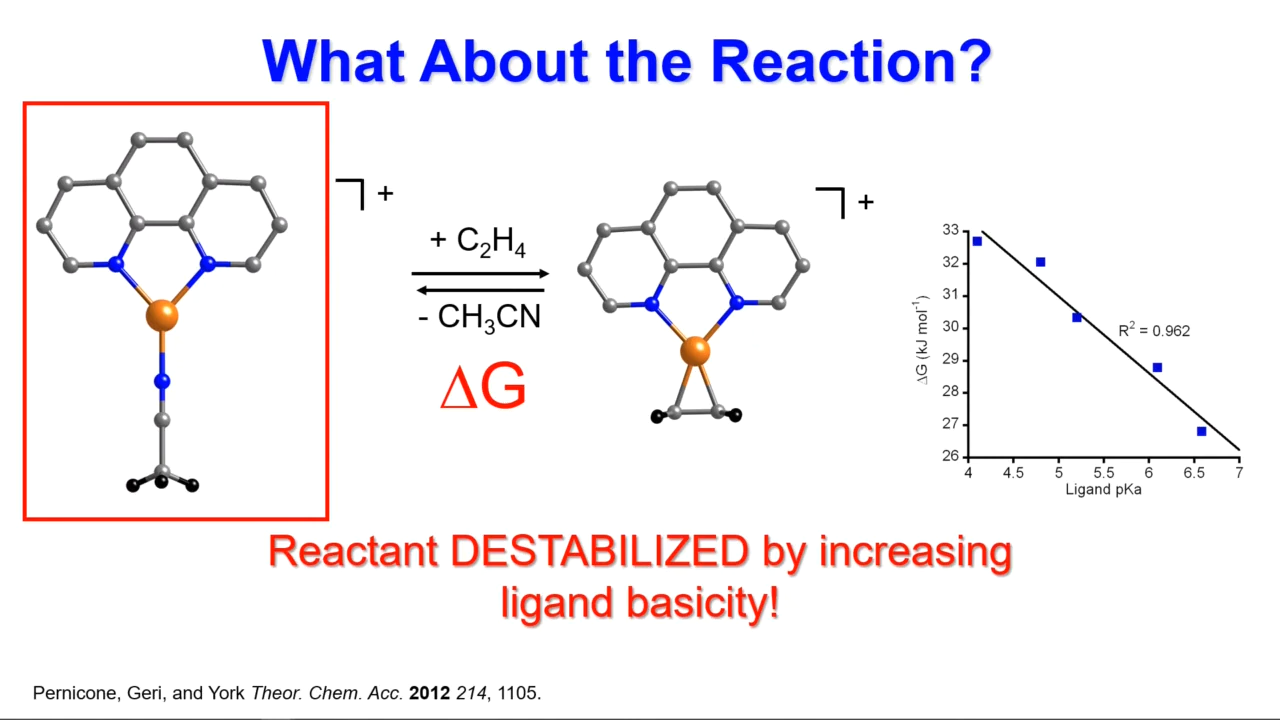 What About the Reaction?
+
+ C₂H₄
- CH₃CN
ΔG
+
33
32
31
30
29
28
27
26
ΔG (kJ mol⁻¹)
R² = 0.962
4 4.5 5 5.5 6 6.5 7
Ligand pKa
Reactant DESTABILIZED by increasing
ligand basicity!
Pernicone, Geri, and York Theor. Chem. Acc. 2012 214, 1105.